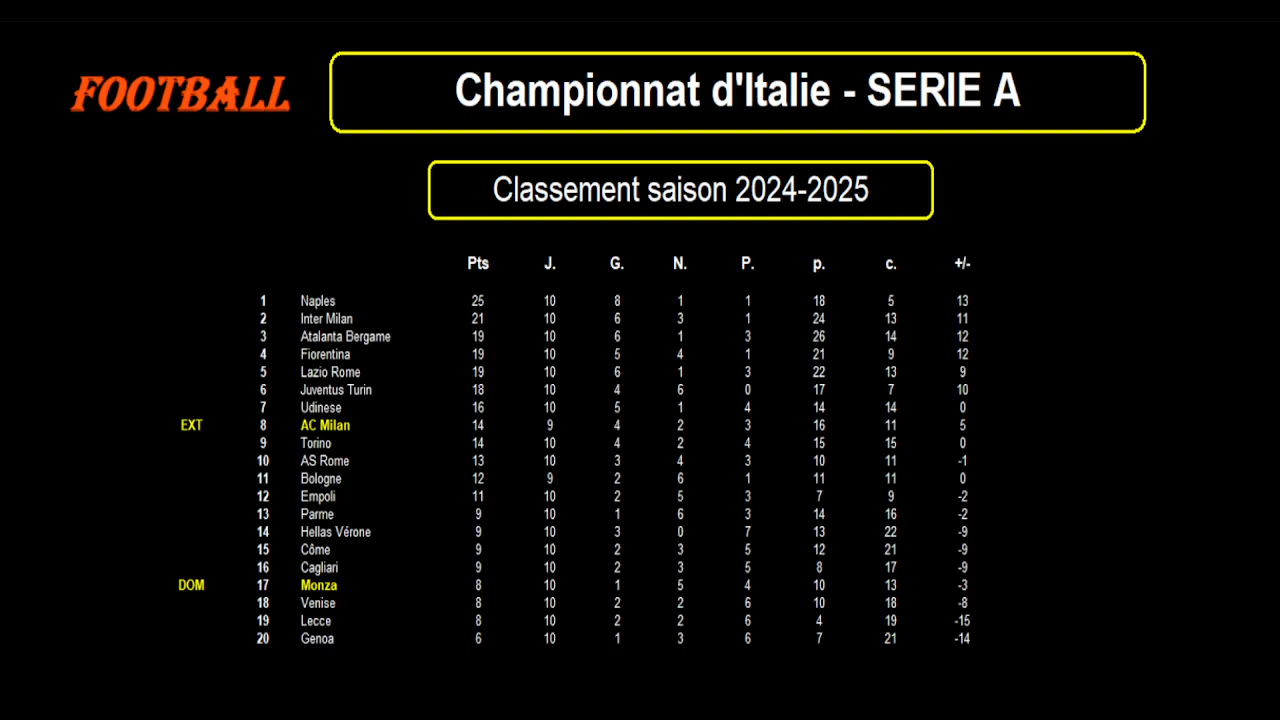 FOOTBALL
Championnat d'Italie - SERIE A
Classement saison 2024-2025
Pts J. G. N. P. p. c. +/-
1 Naples 25 10 8 1 1 18 5 13
2 Inter Milan 21 10 6 3 1 24 13 11
3 Atalanta Bergame 19 10 6 1 3 26 14 12
4 Fiorentina 19 10 5 4 1 21 9 12
5 Lazio Rome 19 10 6 1 3 22 13 9
6 Juventus Turin 18 10 4 6 0 17 7 10
7 Udinese 16 10 5 1 4 14 14 0
EXT 8 AC Milan 14 9 4 2 3 16 11 5
9 Torino 14 10 4 2 4 15 15 0
10 AS Rome 13 10 3 4 3 10 11 -1
11 Bologne 12 9 2 6 1 11 11 0
12 Empoli 11 10 2 5 3 7 9 -2
13 Parme 9 10 1 6 3 14 16 -2
14 Hellas Vérone 9 10 3 0 7 13 22 -9
15 Côme 9 10 2 3 5 12 21 -9
16 Cagliari 9 10 2 3 5 8 17 -9
DOM 17 Monza 8 10 1 5 4 10 13 -3
18 Venise 8 10 2 2 6 10 18 -8
19 Lecce 8 10 2 2 6 4 19 -15
20 Genoa 6 10 1 3 6 7 21 -14